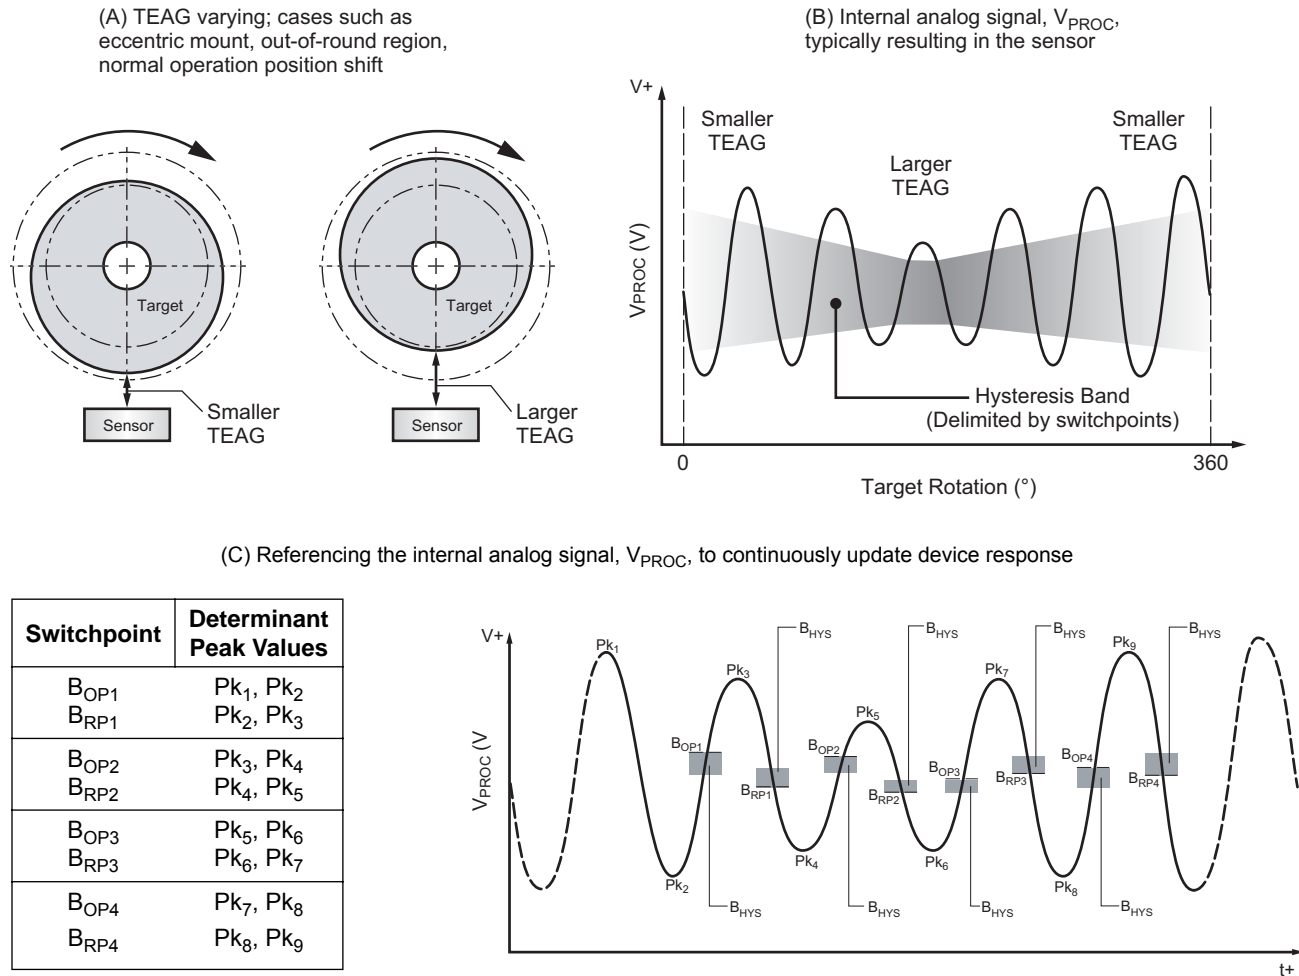 (A) TEAG varying; cases such as
eccentric mount, out-of-round region,
normal operation position shift
Target
Sensor
Smaller
TEAG
Target
Sensor
Larger
TEAG
(B) Internal analog signal, VPROC,
typically resulting in the sensor
V+
Smaller
TEAG
Larger
TEAG
Smaller
TEAG
VPROC (V)
Hysteresis Band
(Delimited by switchpoints)
0
360
Target Rotation (°)
(C) Referencing the internal analog signal, VPROC, to continuously update device response
Switchpoint Determinant Peak Values
BOP1 Pk1, Pk2
BRP1 Pk2, Pk3
BOP2 Pk3, Pk4
BRP2 Pk4, Pk5
BOP3 Pk5, Pk6
BRP3 Pk6, Pk7
BOP4 Pk7, Pk8
BRP4 Pk8, Pk9
V+
VPROC (V
BHYS
BHYS
BHYS
BHYS
Pk1
Pk3
Pk5
Pk7
Pk9
BOP1
BRP1
BOP2
BRP2
BOP3
BRP3
BOP4
BRP4
Pk2
Pk4
Pk6
Pk8
BHYS
BHYS
BHYS
BHYS
t+